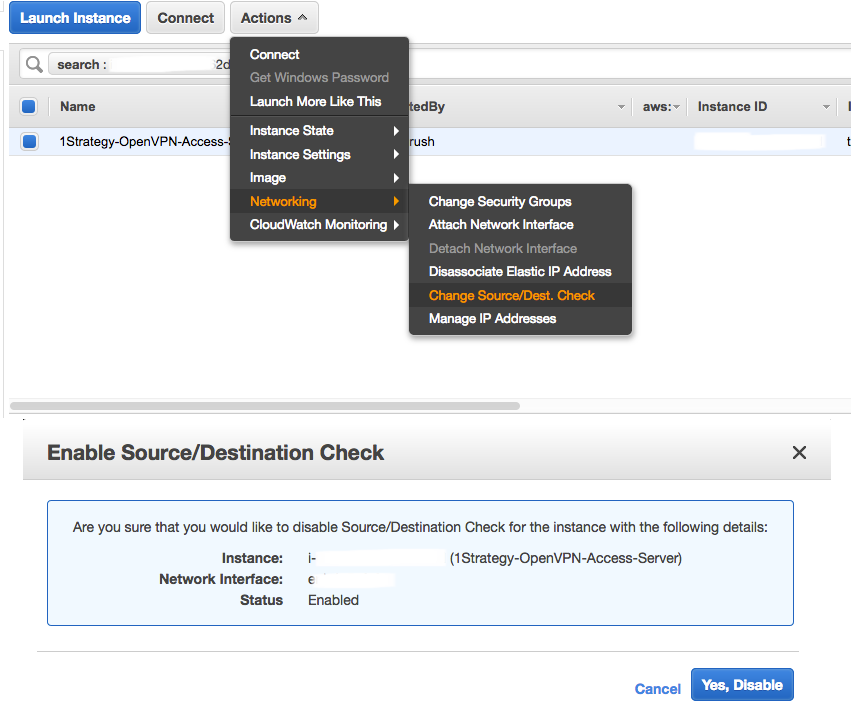 Launch Instance Connect Actions
search : 2d
Connect
Get Windows Password
Launch More Like This
Instance State
Instance Settings
Image
Networking
CloudWatch Monitoring
Change Security Groups
Attach Network Interface
Detach Network Interface
Disassociate Elastic IP Address
Change Source/Dest. Check
Manage IP Addresses
Name tedBy aws: Instance ID
1Strategy-OpenVPN-Access- rush t
Enable Source/Destination Check
Are you sure that you would like to disable Source/Destination Check for the instance with the following details:
Instance: i- (1Strategy-OpenVPN-Access-Server)
Network Interface: e
Status Enabled
Cancel Yes, Disable